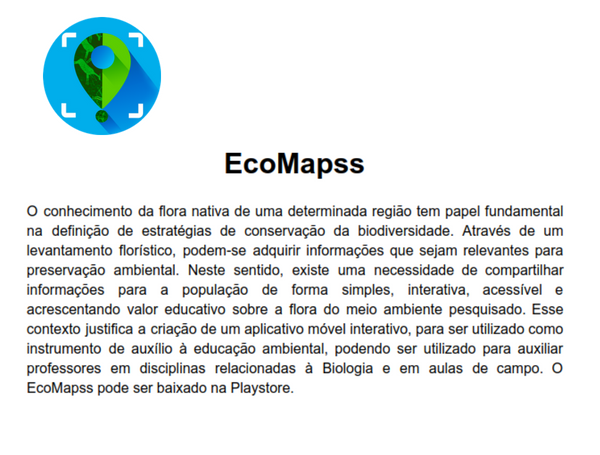 EcoMapss
O conhecimento da flora nativa de uma determinada região tem papel fundamental
na definição de estratégias de conservação da biodiversidade. Através de um
levantamento florístico, podem-se adquirir informações que sejam relevantes para
preservação ambiental. Neste sentido, existe uma necessidade de compartilhar
informações para a população de forma simples, interativa, acessível e
acrescentando valor educativo sobre a flora do meio ambiente pesquisado. Esse
contexto justifica a criação de um aplicativo móvel interativo, para ser utilizado como
instrumento de auxílio à educação ambiental, podendo ser utilizado para auxiliar
professores em disciplinas relacionadas à Biologia e em aulas de campo. O
EcoMapss pode ser baixado na Playstore.